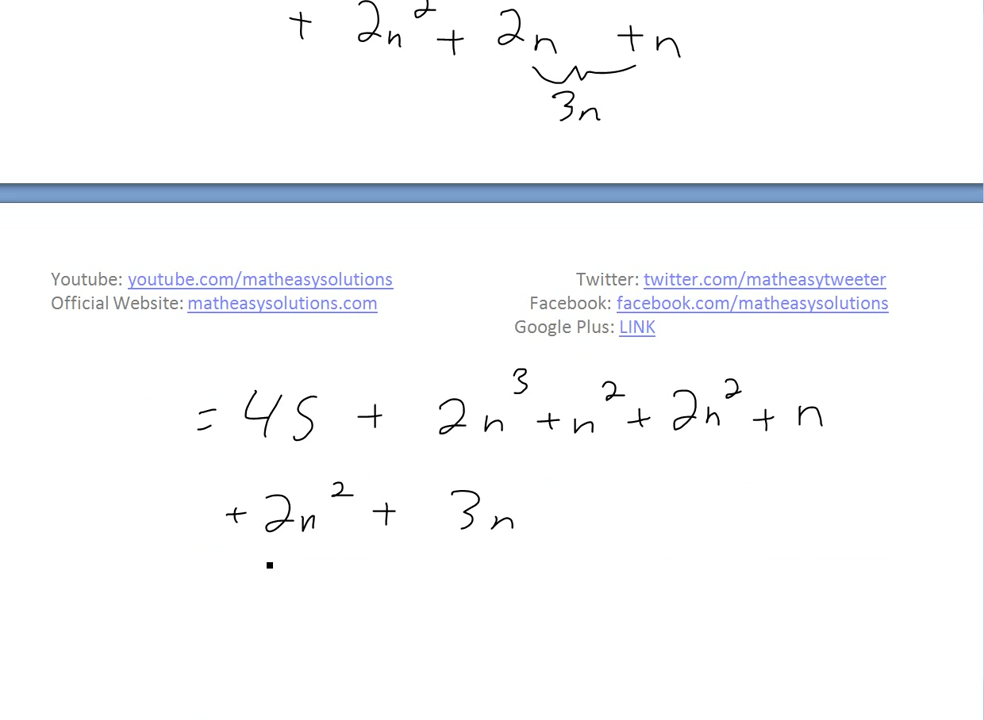 + 2n² + 2n + n
3n
Youtube: youtube.com/matheasysolutions
Twitter: twitter.com/matheasytweeter
Official Website: matheasysolutions.com
Facebook: facebook.com/matheasysolutions
Google Plus: LINK
= 4S + 2n³ + n² + 2n² + n
+ 2n² + 3n